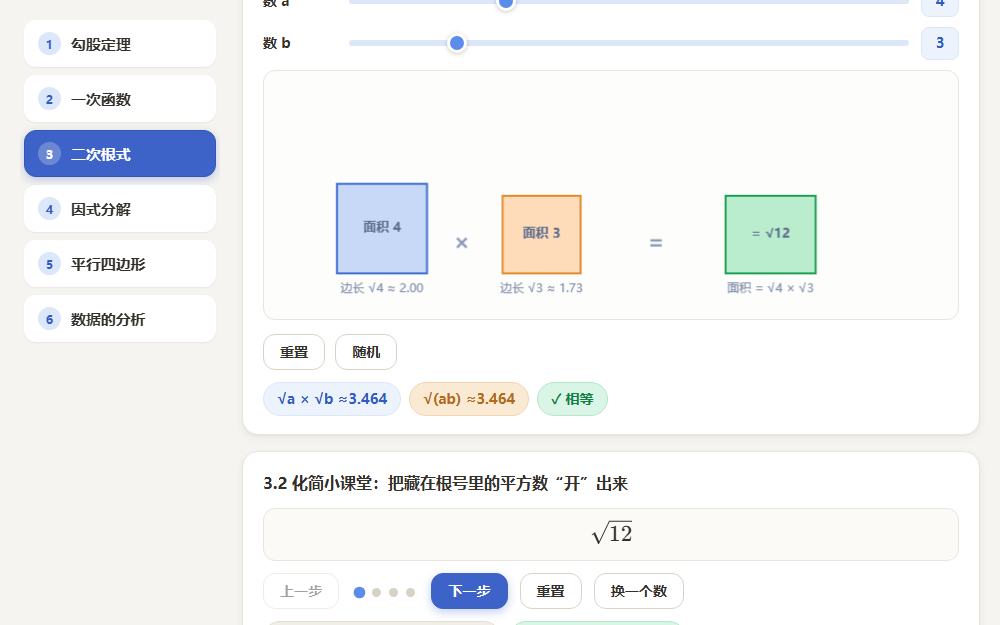 1 勾股定理
2 一次函数
3 二次根式
4 因式分解
5 平行四边形
6 数据的分析
数 a 4
数 b 3
面积 4 × 面积 3 = = √12
边长 √4 ≈ 2.00 边长 √3 ≈ 1.73 面积 = √4 × √3
重置 随机
√a × √b ≈3.464 √(ab) ≈3.464 ✓ 相等
3.2 化简小课堂：把藏在根号里的平方数“开”出来
√12
上一步 下一步 重置 换一个数